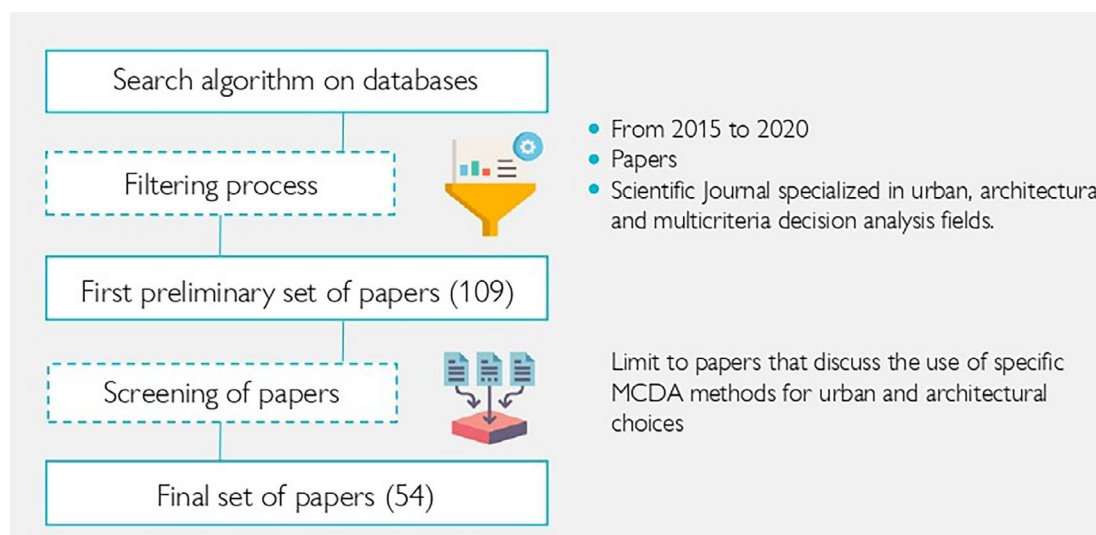 Search algorithm on databases
Filtering process
• From 2015 to 2020
• Papers
• Scientific Journal specialized in urban, architectura
and multicriteria decision analysis fields.
First preliminary set of papers (109)
Screening of papers
Limit to papers that discuss the use of specific
MCDA methods for urban and architectural
choices
Final set of papers (54)